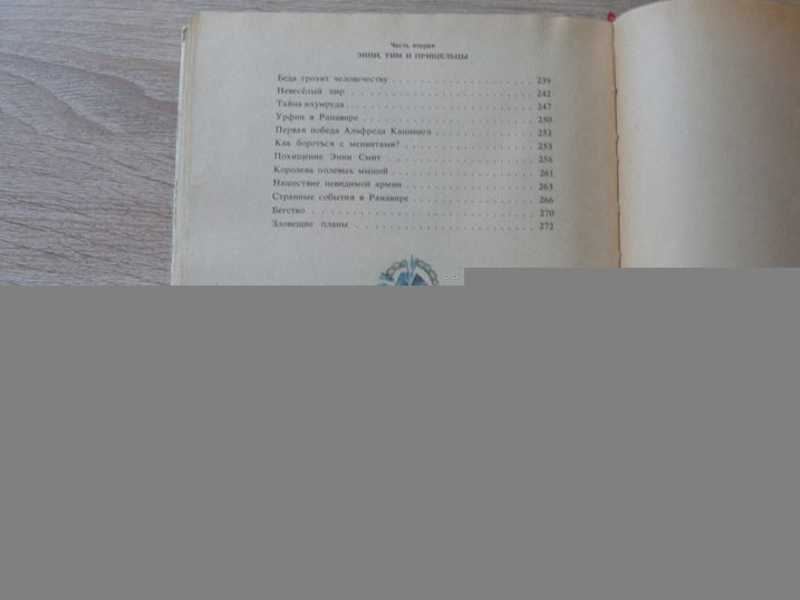 Часть вторая
ЭННИ, ТИМ И ПРИШЕЛЬЦЫ
Беда грозит человечеству . . . . . . . . . . . . . . . 239
Невесёлый пир . . . . . . . . . . . . . . . . . . . 242
Тайна изумруда . . . . . . . . . . . . . . . . . . . 247
Урфин в Ранавире . . . . . . . . . . . . . . . . . . 250
Первая победа Альфреда Каннинга . . . . . . . . . . . 252
Как бороться с менвитами? . . . . . . . . . . . . . . 255
Похищение Энни Смит . . . . . . . . . . . . . . . . 256
Королева полевых мышей . . . . . . . . . . . . . . . 261
Нашествие невидимой армии . . . . . . . . . . . . . . 263
Странные события в Ранавире . . . . . . . . . . . . . 266
Бегство . . . . . . . . . . . . . . . . . . . . . . 270
Зловещие планы . . . . . . . . . . . . . . . . . . . 272